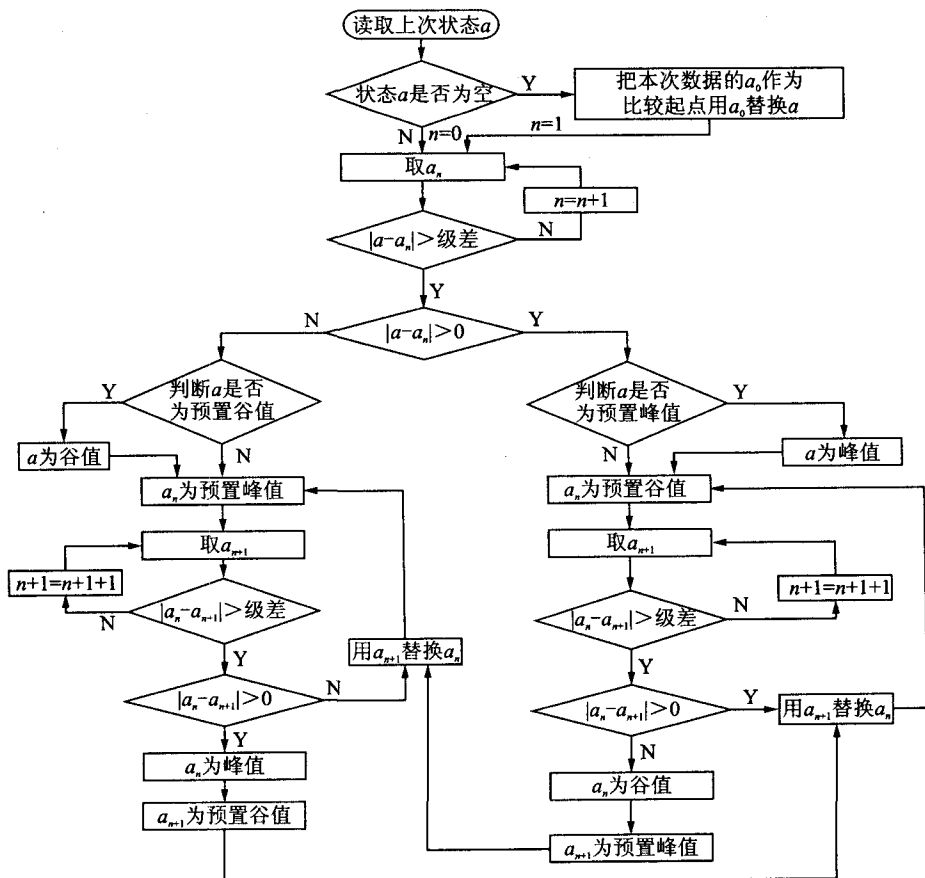 读取上次状态a
状态a是否为空
Y
把本次数据的a₀作为
比较起点用a₀替换a
N
n=0
n=1
取aₙ
n=n+1
|a-aₙ|>级差
N
Y
N
|a-aₙ|>0
Y
判断a是否
为预置谷值
Y
a为谷值
N
aₙ为预置峰值
取aₙ₊₁
n+1=n+1+1
|aₙ-aₙ₊₁|>级差
N
Y
用aₙ₊₁替换aₙ
|aₙ-aₙ₊₁|>0
N
Y
aₙ为峰值
aₙ₊₁为预置谷值
判断a是否
为预置峰值
Y
a为峰值
N
aₙ为预置谷值
取aₙ₊₁
n+1=n+1+1
|aₙ-aₙ₊₁|>级差
N
Y
|aₙ-aₙ₊₁|>0
Y
用aₙ₊₁替换aₙ
N
aₙ为谷值
aₙ₊₁为预置峰值